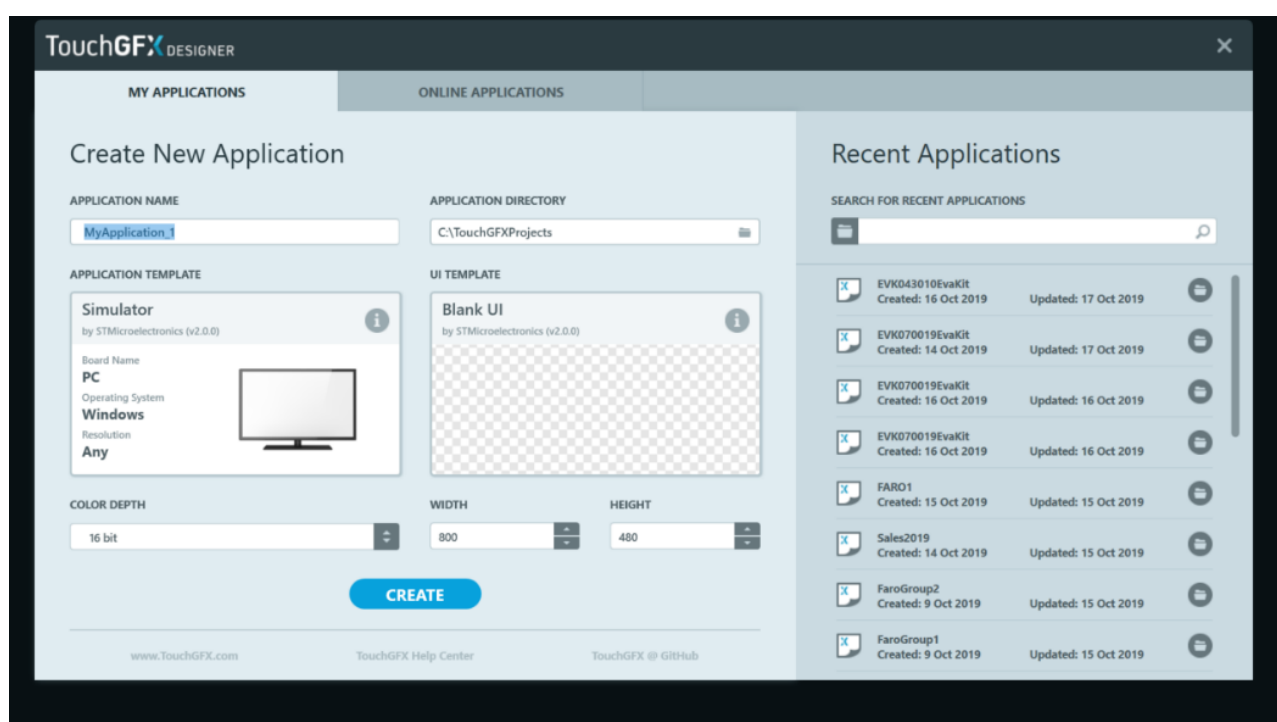 TouchGFX DESIGNER
MY APPLICATIONS
ONLINE APPLICATIONS
Create New Application
APPLICATION NAME
APPLICATION DIRECTORY
MyApplication_1
C:\TouchGFXProjects
APPLICATION TEMPLATE
UI TEMPLATE
Simulator
by STMicroelectronics (v2.0.0)
Board Name
PC
Operating System
Windows
Resolution
Any
Blank UI
by STMicroelectronics (v2.0.0)
COLOR DEPTH
WIDTH
HEIGHT
16 bit
800
480
CREATE
www.TouchGFX.com
TouchGFX Help Center
TouchGFX @ GitHub
Recent Applications
SEARCH FOR RECENT APPLICATIONS
EVK043010EvaKit
Created: 16 Oct 2019 Updated: 17 Oct 2019
EVK070019EvaKit
Created: 14 Oct 2019 Updated: 17 Oct 2019
EVK070019EvaKit
Created: 16 Oct 2019 Updated: 16 Oct 2019
EVK070019EvaKit
Created: 16 Oct 2019 Updated: 16 Oct 2019
FARO1
Created: 15 Oct 2019 Updated: 15 Oct 2019
Sales2019
Created: 14 Oct 2019 Updated: 15 Oct 2019
FaroGroup2
Created: 9 Oct 2019 Updated: 15 Oct 2019
FaroGroup1
Created: 9 Oct 2019 Updated: 15 Oct 2019